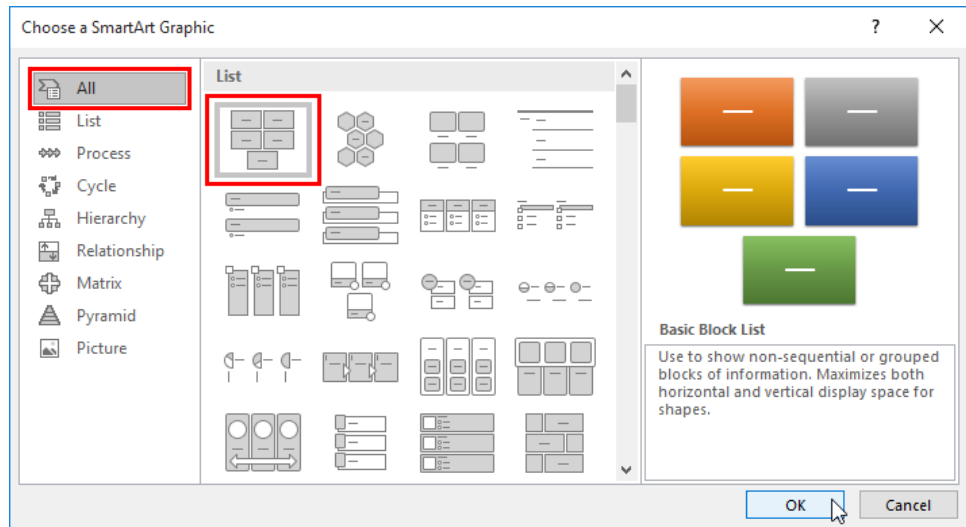 Choose a SmartArt Graphic
?
All
List
Process
Cycle
Hierarchy
Relationship
Matrix
Pyramid
Picture
List
Basic Block List
Use to show non-sequential or grouped
blocks of information. Maximizes both
horizontal and vertical display space for
shapes.
OK
Cancel